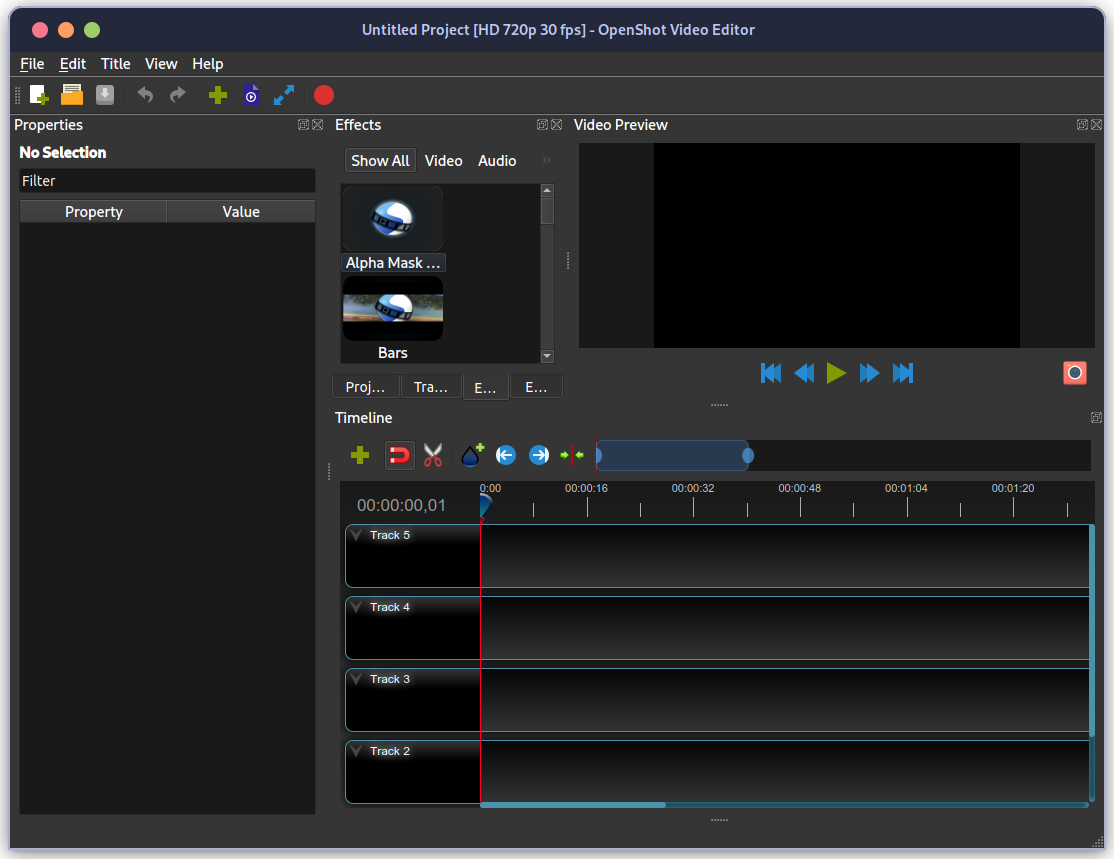 Untitled Project [HD 720p 30 fps] - OpenShot Video Editor
File Edit Title View Help
Properties
No Selection
Filter
Property Value
Effects
Show All Video Audio
Alpha Mask ...
Bars
Proj... Tra... E... E...
Video Preview
Timeline
00:00:00,01
0:00 00:00:16 00:00:32 00:00:48 00:01:04 00:01:20
Track 5
Track 4
Track 3
Track 2